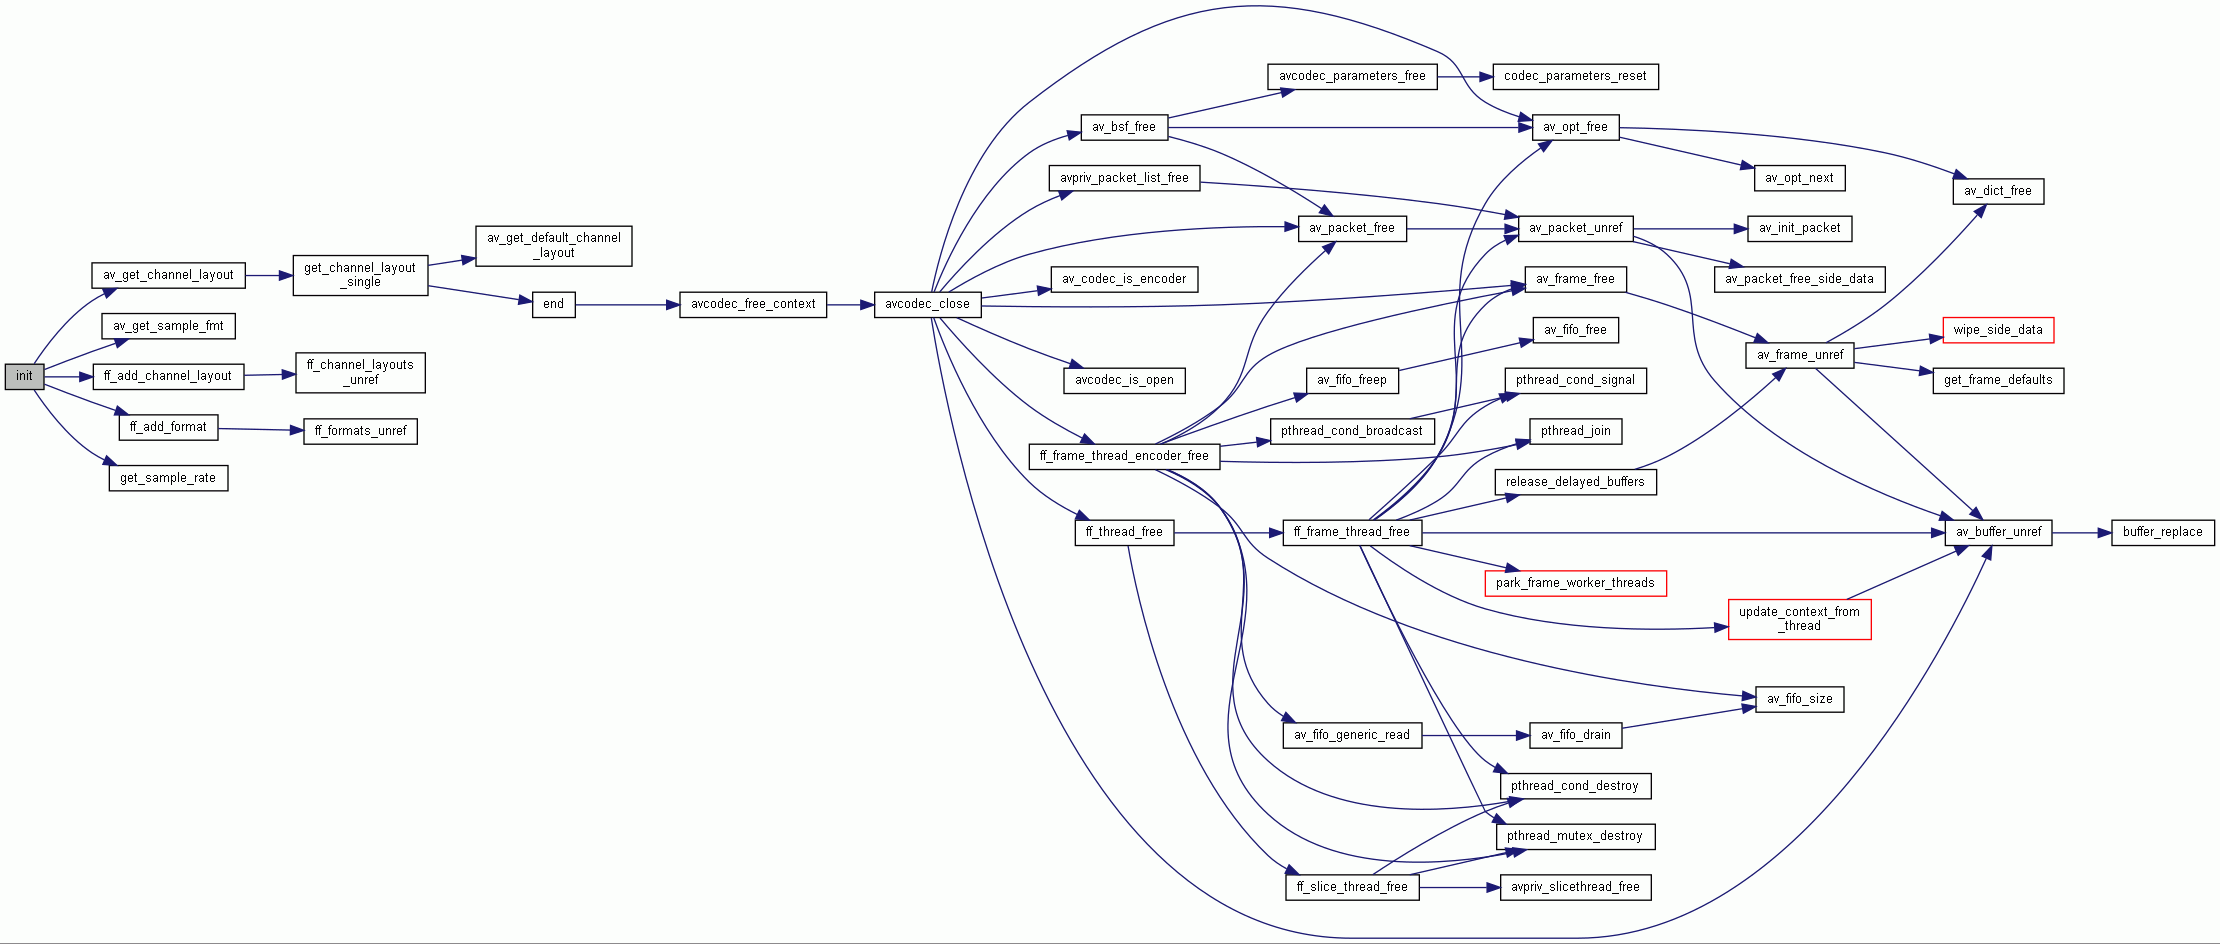 init
av_get_channel_layout
av_get_sample_fmt
ff_add_channel_layout
ff_add_format
get_sample_rate
get_channel_layout
_single
ff_channel_layouts
_unref
ff_formats_unref
av_get_default_channel
_layout
end
avcodec_free_context
avcodec_close
av_bsf_free
avpriv_packet_list_free
av_codec_is_encoder
avcodec_is_open
ff_frame_thread_encoder_free
ff_thread_free
avcodec_parameters_free
av_packet_free
av_fifo_freep
pthread_cond_broadcast
ff_frame_thread_free
av_fifo_generic_read
ff_slice_thread_free
codec_parameters_reset
av_opt_free
av_packet_unref
av_frame_free
av_fifo_free
pthread_cond_signal
pthread_join
release_delayed_buffers
park_frame_worker_threads
av_fifo_drain
pthread_cond_destroy
pthread_mutex_destroy
avpriv_slicethread_free
av_opt_next
av_init_packet
av_packet_free_side_data
av_frame_unref
update_context_from
_thread
av_fifo_size
av_dict_free
wipe_side_data
get_frame_defaults
av_buffer_unref
buffer_replace